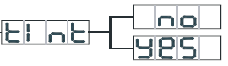 tint
no
yes